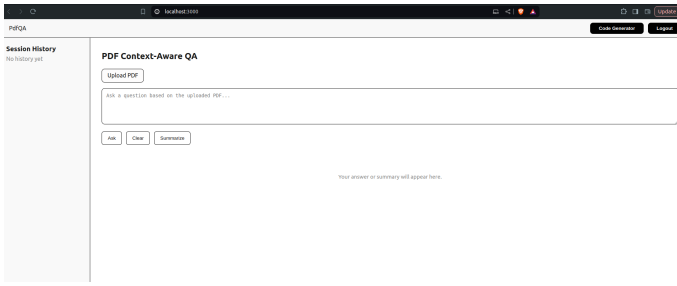 localhost:3000
Update
PdfQA
Code Generator
Logout
Session History
No history yet
PDF Context-Aware QA
Upload PDF
Ask a question based on the uploaded PDF...
Ask
Clear
Summarize
Your answer or summary will appear here.